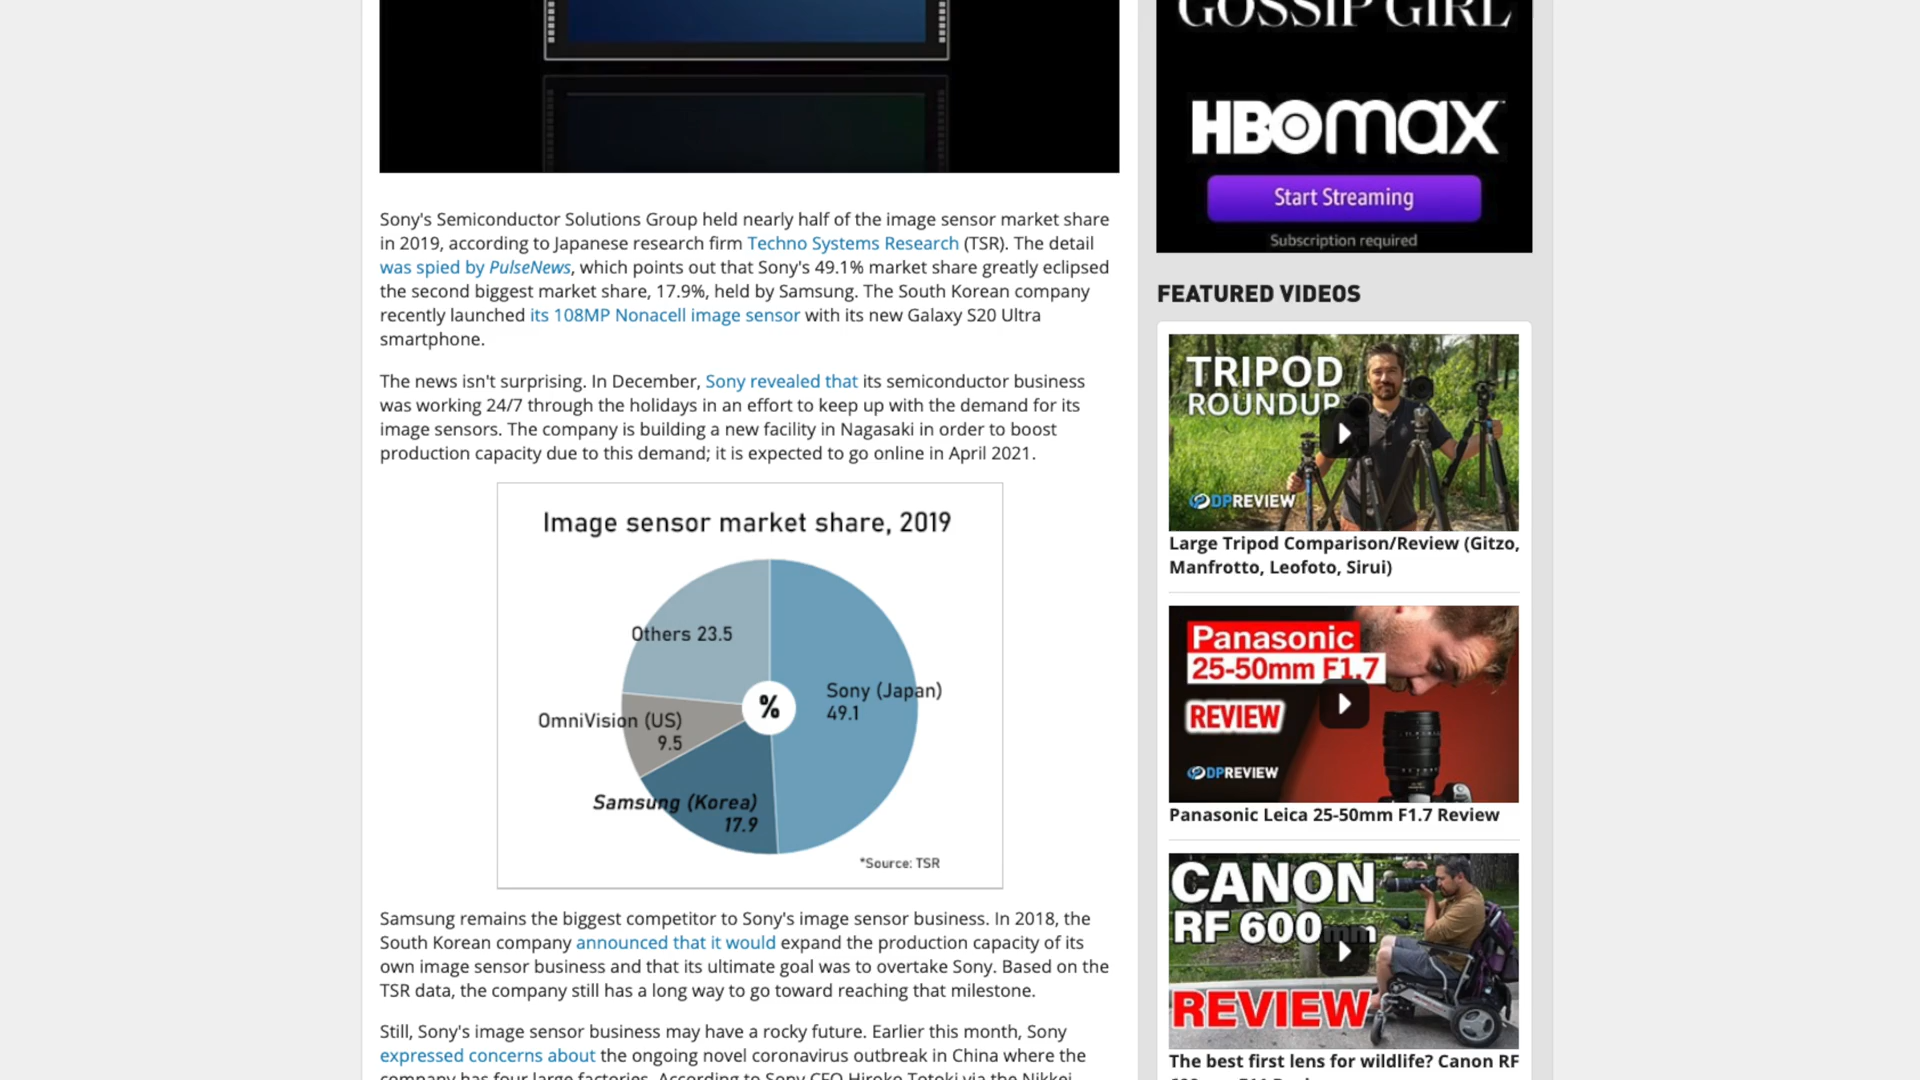 Sony's Semiconductor Solutions Group held nearly half of the image sensor market share
in 2019, according to Japanese research firm Techno Systems Research (TSR). The detail
was spied by PulseNews, which points out that Sony's 49.1% market share greatly eclipsed
the second biggest market share, 17.9%, held by Samsung. The South Korean company
recently launched its 108MP Nonacell image sensor with its new Galaxy S20 Ultra
smartphone.
The news isn't surprising. In December, Sony revealed that its semiconductor business
was working 24/7 through the holidays in an effort to keep up with the demand for its
image sensors. The company is building a new facility in Nagasaki in order to boost
production capacity due to this demand; it is expected to go online in April 2021.
Image sensor market share, 2019
Others 23.5
Sony (Japan)
49.1
%
OmniVision (US)
9.5
Samsung (Korea)
17.9
*Source: TSR
Samsung remains the biggest competitor to Sony's image sensor business. In 2018, the
South Korean company announced that it would expand the production capacity of its
own image sensor business and that its ultimate goal was to overtake Sony. Based on the
TSR data, the company still has a long way to go toward reaching that milestone.
Still, Sony's image sensor business may have a rocky future. Earlier this month, Sony
expressed concerns about the ongoing novel coronavirus outbreak in China where the
company has four large factories. According to Sony CFO Hiroki Totoki via the Nikkei
GOSSIP GIRL
HBOmax
Start Streaming
Subscription required
FEATURED VIDEOS
TRIPOD
ROUNDUP
DPREVIEW
Large Tripod Comparison/Review (Gitzo,
Manfrotto, Leofoto, Sirui)
Panasonic
25-50mm F1.7
REVIEW
DPREVIEW
Panasonic Leica 25-50mm F1.7 Review
CANON
RF 600mm
REVIEW
The best first lens for wildlife? Canon RF